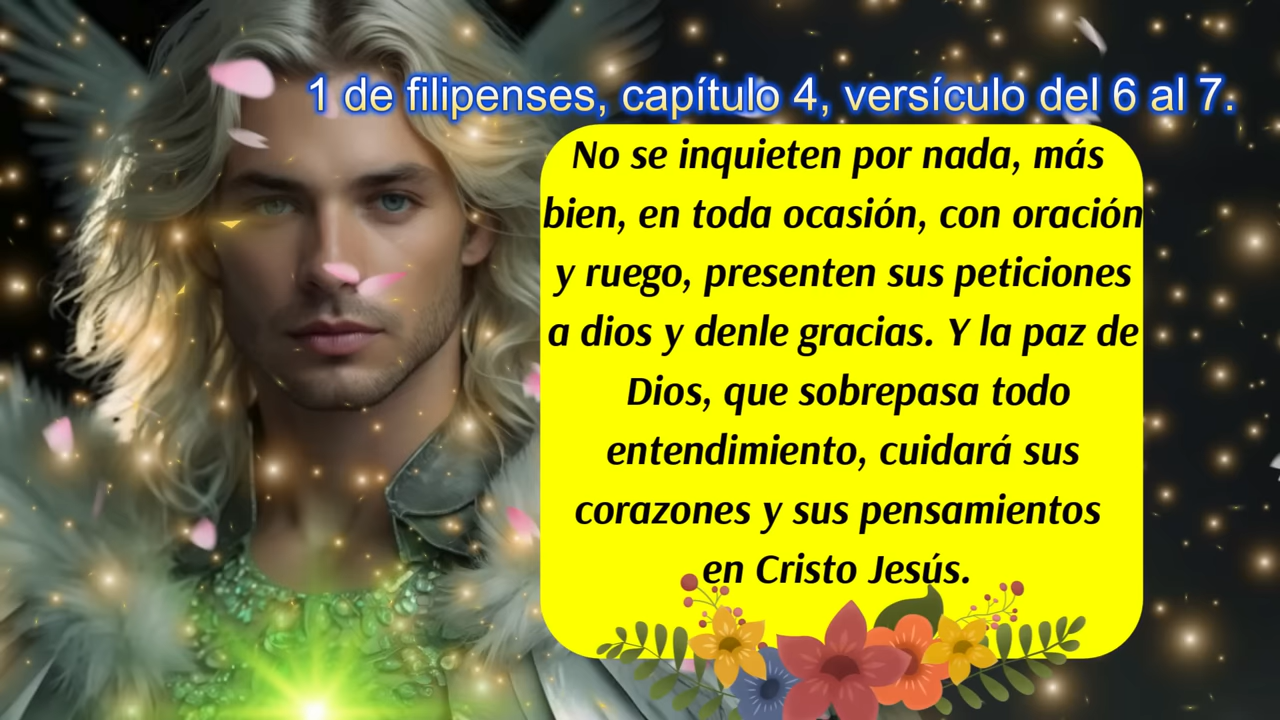 1 de filipenses, capítulo 4, versículo del 6 al 7.
No se inquieten por nada, más
bien, en toda ocasión, con oración
y ruego, presenten sus peticiones
a dios y denle gracias. Y la paz de
Dios, que sobrepasa todo
entendimiento, cuidará sus
corazones y sus pensamientos
en Cristo Jesús.